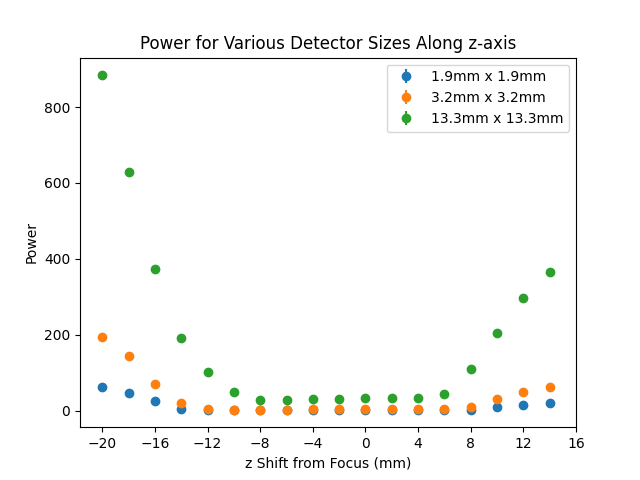 Power for Various Detector Sizes Along z-axis
1.9mm x 1.9mm
3.2mm x 3.2mm
13.3mm x 13.3mm
800
600
400
200
0
Power
−20 −16 −12 −8 −4 0 4 8 12 16
z Shift from Focus (mm)